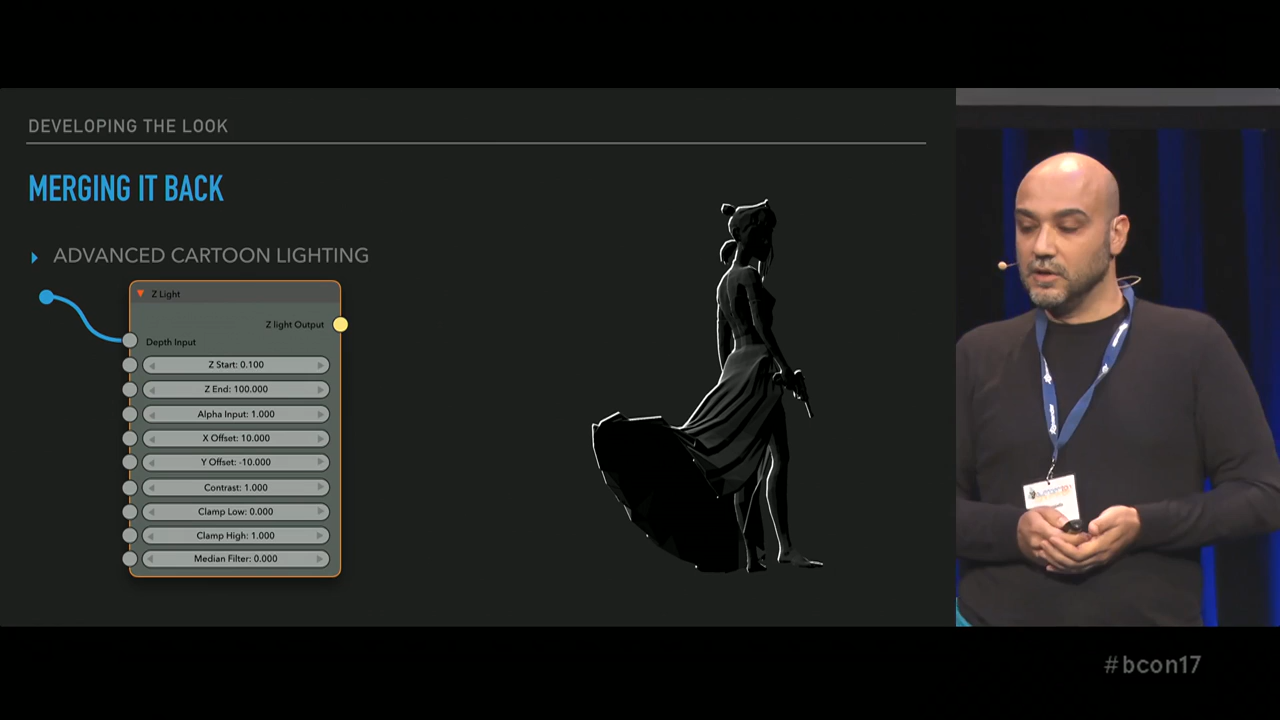 DEVELOPING THE LOOK
MERGING IT BACK
ADVANCED CARTOON LIGHTING
Z Light
Z light Output
Depth Input
Z Start: 0.100
Z End: 100.000
Alpha Input: 1.000
X Offset: 10.000
Y Offset: -10.000
Contrast: 1.000
Clamp Low: 0.000
Clamp High: 1.000
Median Filter: 0.000
#bcon17